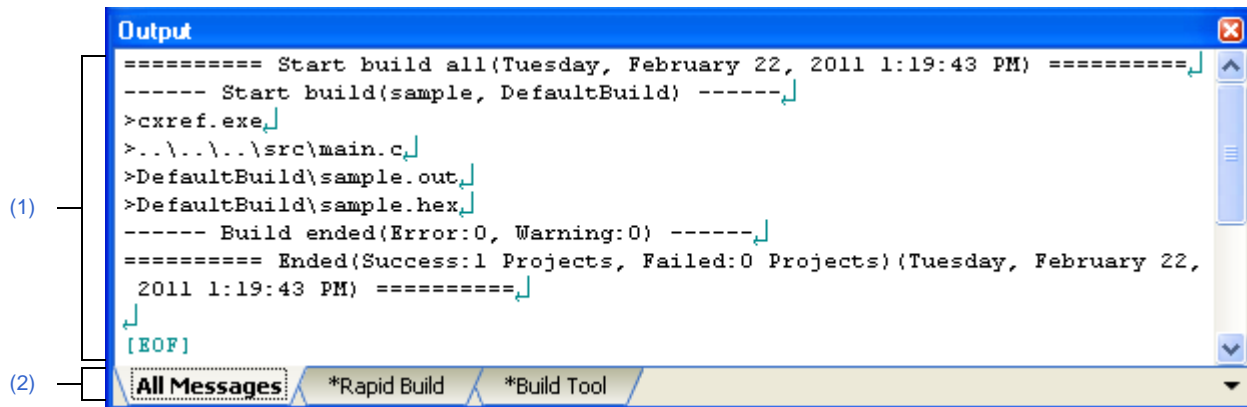 Output
========== Start build all(Tuesday, February 22, 2011 1:19:43 PM) ==========
------ Start build(sample, DefaultBuild) ------
>cxref.exe
>..\..\..\src\main.c
>DefaultBuild\sample.out
>DefaultBuild\sample.hex
------ Build ended(Error:0, Warning:0) ------
========== Ended(Success:1 Projects, Failed:0 Projects)(Tuesday, February 22,
2011 1:19:43 PM) ==========
[EOF]
(1)
(2)
All Messages *Rapid Build *Build Tool